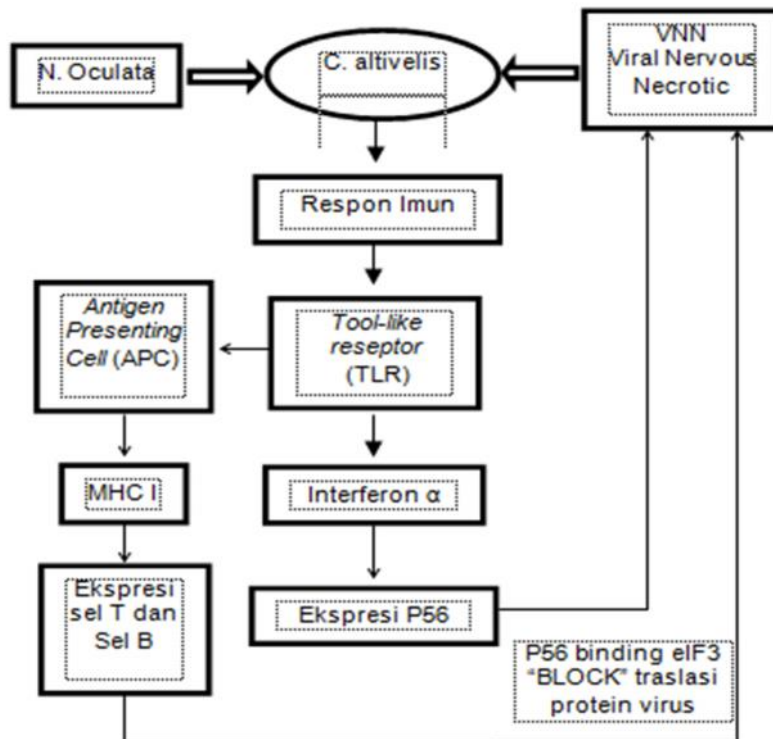 N. Oculata
C. altivelis
VNN
Viral Nervous
Necrotic
Respon Imun
Antigen
Presenting
Cell (APC)
Tool-like
reseptor
(TLR)
MHC I
Interferon α
Ekspresi
sel T dan
Sel B
Ekspresi P56
P56 binding eIF3
“BLOCK” traslasi
protein virus